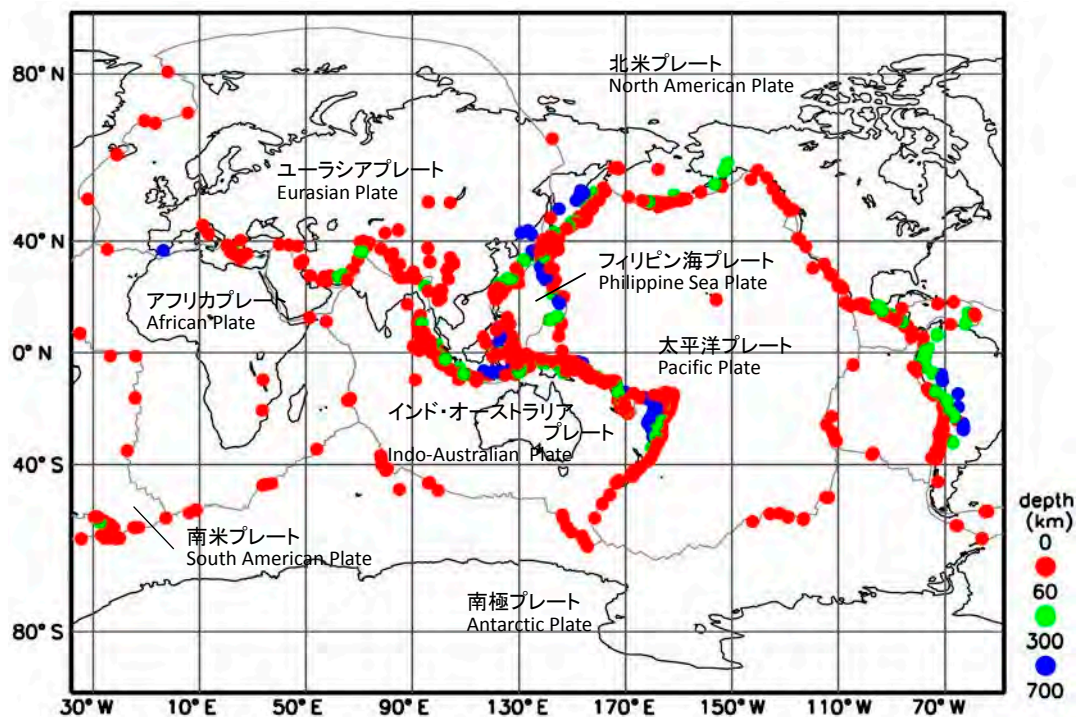 80° N
北米プレート
North American Plate
ユーラシアプレート
Eurasian Plate
40° N
フィリピン海プレート
Philippine Sea Plate
アフリカプレート
African Plate
0° N
太平洋プレート
Pacific Plate
インド・オーストラリア
プレート
Indo-Australian Plate
40° S
南米プレート
South American Plate
南極プレート
Antarctic Plate
80° S
30° W 10° E 50° E 90° E 130° E 170° E 150° W 110° W 70° W
depth
(km)
0
60
300
700